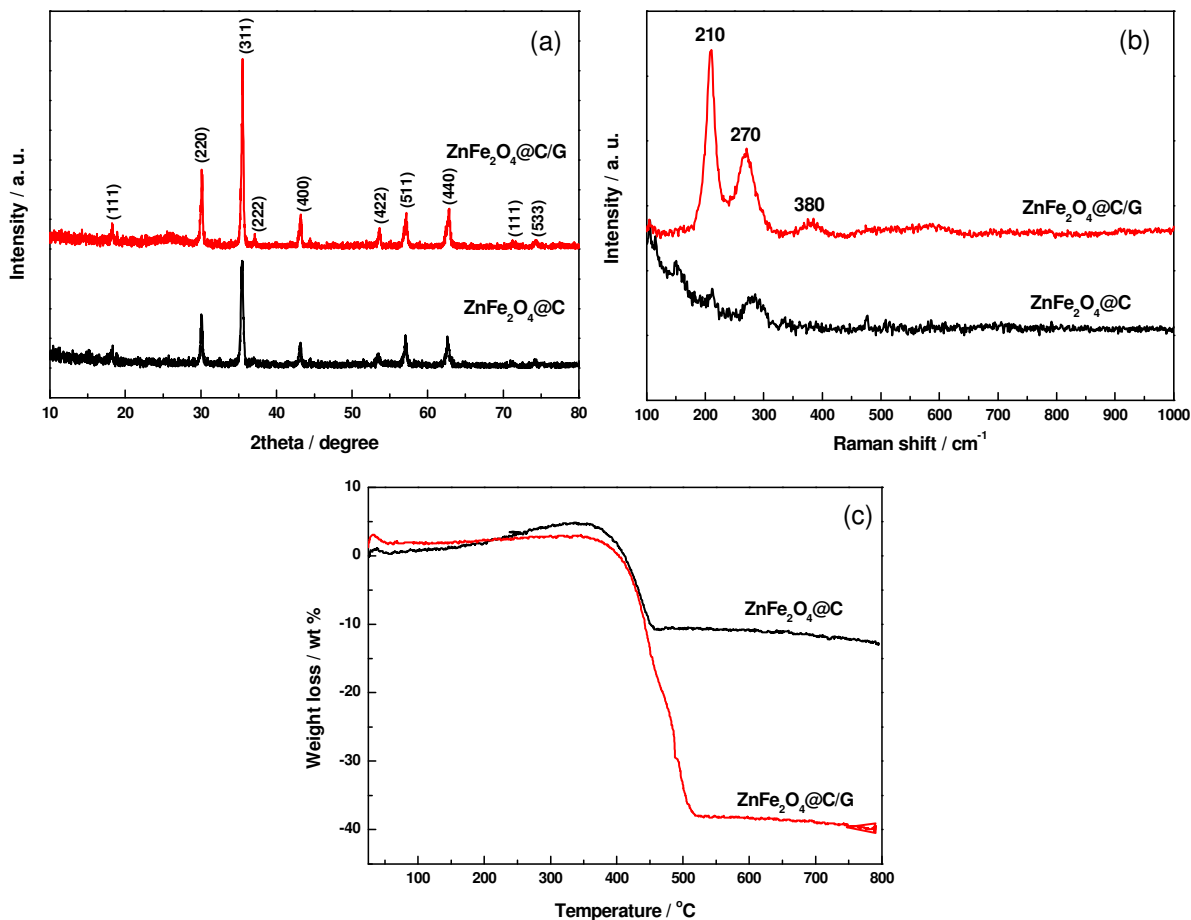 (a)
(111)
(220)
(311)
(222)
(400)
(422)
(511)
(440)
(111)
(533)
ZnFe₂O₄@C/G
ZnFe₂O₄@C
Intensity / a. u.
10 20 30 40 50 60 70 80
2theta / degree
(b)
210
270
380
ZnFe₂O₄@C/G
ZnFe₂O₄@C
Intensity / a. u.
100 200 300 400 500 600 700 800 900 1000
Raman shift / cm⁻¹
(c)
10
0
-10
-20
-30
-40
Weight loss / wt %
ZnFe₂O₄@C
ZnFe₂O₄@C/G
100 200 300 400 500 600 700 800
Temperature / °C